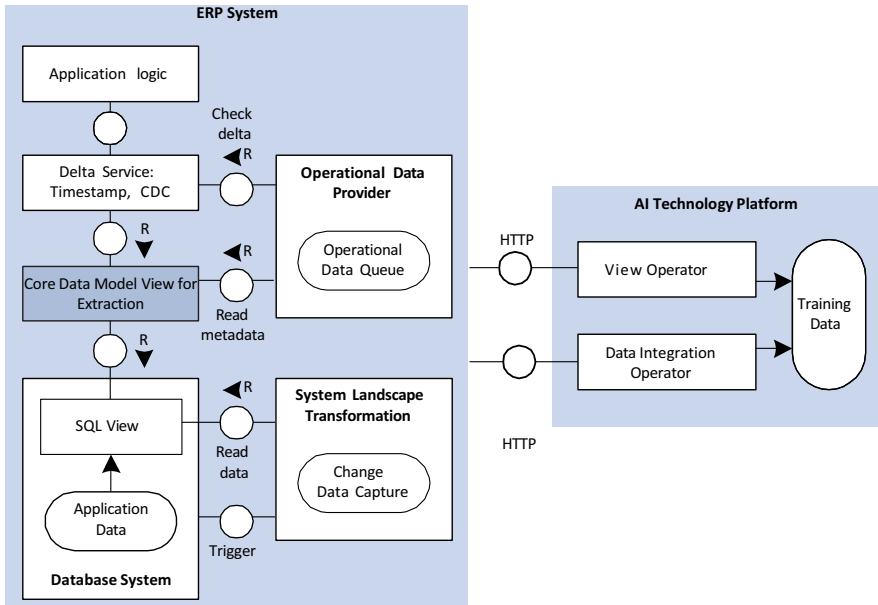 ERP System
Application logic
Check
delta
R
Delta Service:
Timestamp, CDC
Operational Data
Provider
R
R
Operational
Data Queue
Core Data Model View for
Extraction
Read
metadata
R
R
System Landscape
Transformation
SQL View
Read
data
Change
Data Capture
Application
Data
Trigger
Database System
HTTP
HTTP
AI Technology Platform
View Operator
Data Integration
Operator
Training
Data